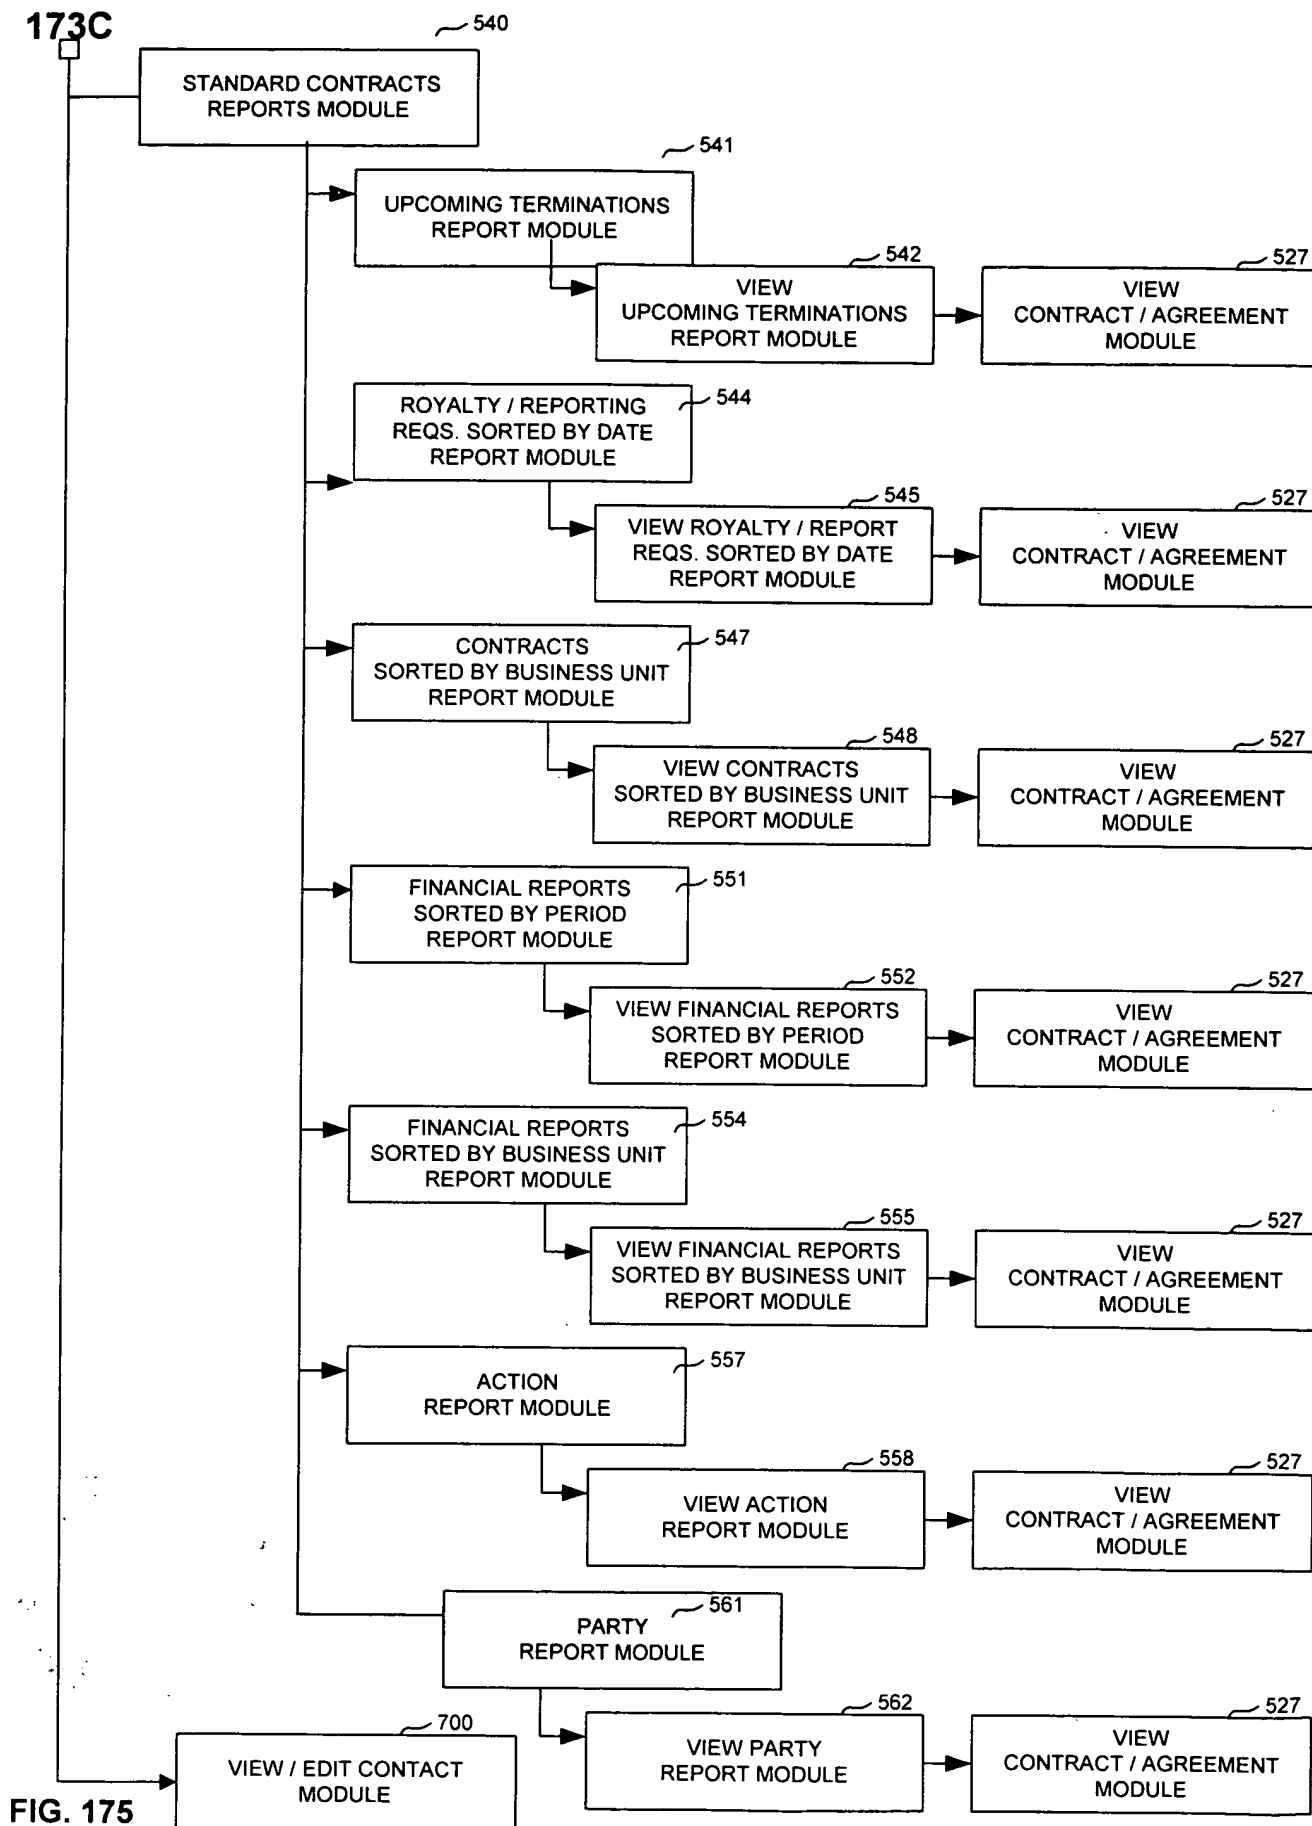 173C
540
STANDARD CONTRACTS
REPORTS MODULE
541
UPCOMING TERMINATIONS
REPORT MODULE
542
VIEW
UPCOMING TERMINATIONS
REPORT MODULE
527
VIEW
CONTRACT / AGREEMENT
MODULE
544
ROYALTY / REPORTING
REQS. SORTED BY DATE
REPORT MODULE
545
VIEW ROYALTY / REPORT
REQS. SORTED BY DATE
REPORT MODULE
527
VIEW
CONTRACT / AGREEMENT
MODULE
547
CONTRACTS
SORTED BY BUSINESS UNIT
REPORT MODULE
548
VIEW CONTRACTS
SORTED BY BUSINESS UNIT
REPORT MODULE
527
VIEW
CONTRACT / AGREEMENT
MODULE
551
FINANCIAL REPORTS
SORTED BY PERIOD
REPORT MODULE
552
VIEW FINANCIAL REPORTS
SORTED BY PERIOD
REPORT MODULE
527
VIEW
CONTRACT / AGREEMENT
MODULE
554
FINANCIAL REPORTS
SORTED BY BUSINESS UNIT
REPORT MODULE
555
VIEW FINANCIAL REPORTS
SORTED BY BUSINESS UNIT
REPORT MODULE
527
VIEW
CONTRACT / AGREEMENT
MODULE
557
ACTION
REPORT MODULE
558
VIEW ACTION
REPORT MODULE
527
VIEW
CONTRACT / AGREEMENT
MODULE
561
PARTY
REPORT MODULE
562
VIEW PARTY
REPORT MODULE
527
VIEW
CONTRACT / AGREEMENT
MODULE
700
VIEW / EDIT CONTACT
MODULE
FIG. 175